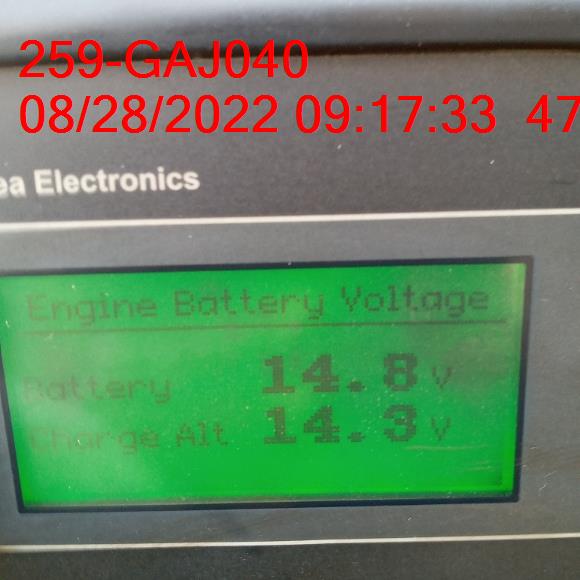 259-GAJ040
08/28/2022 09:17:33 47
ea Electronics
Engine Battery Voltage
Battery 14.8 V
Charge Alt 14.3 V